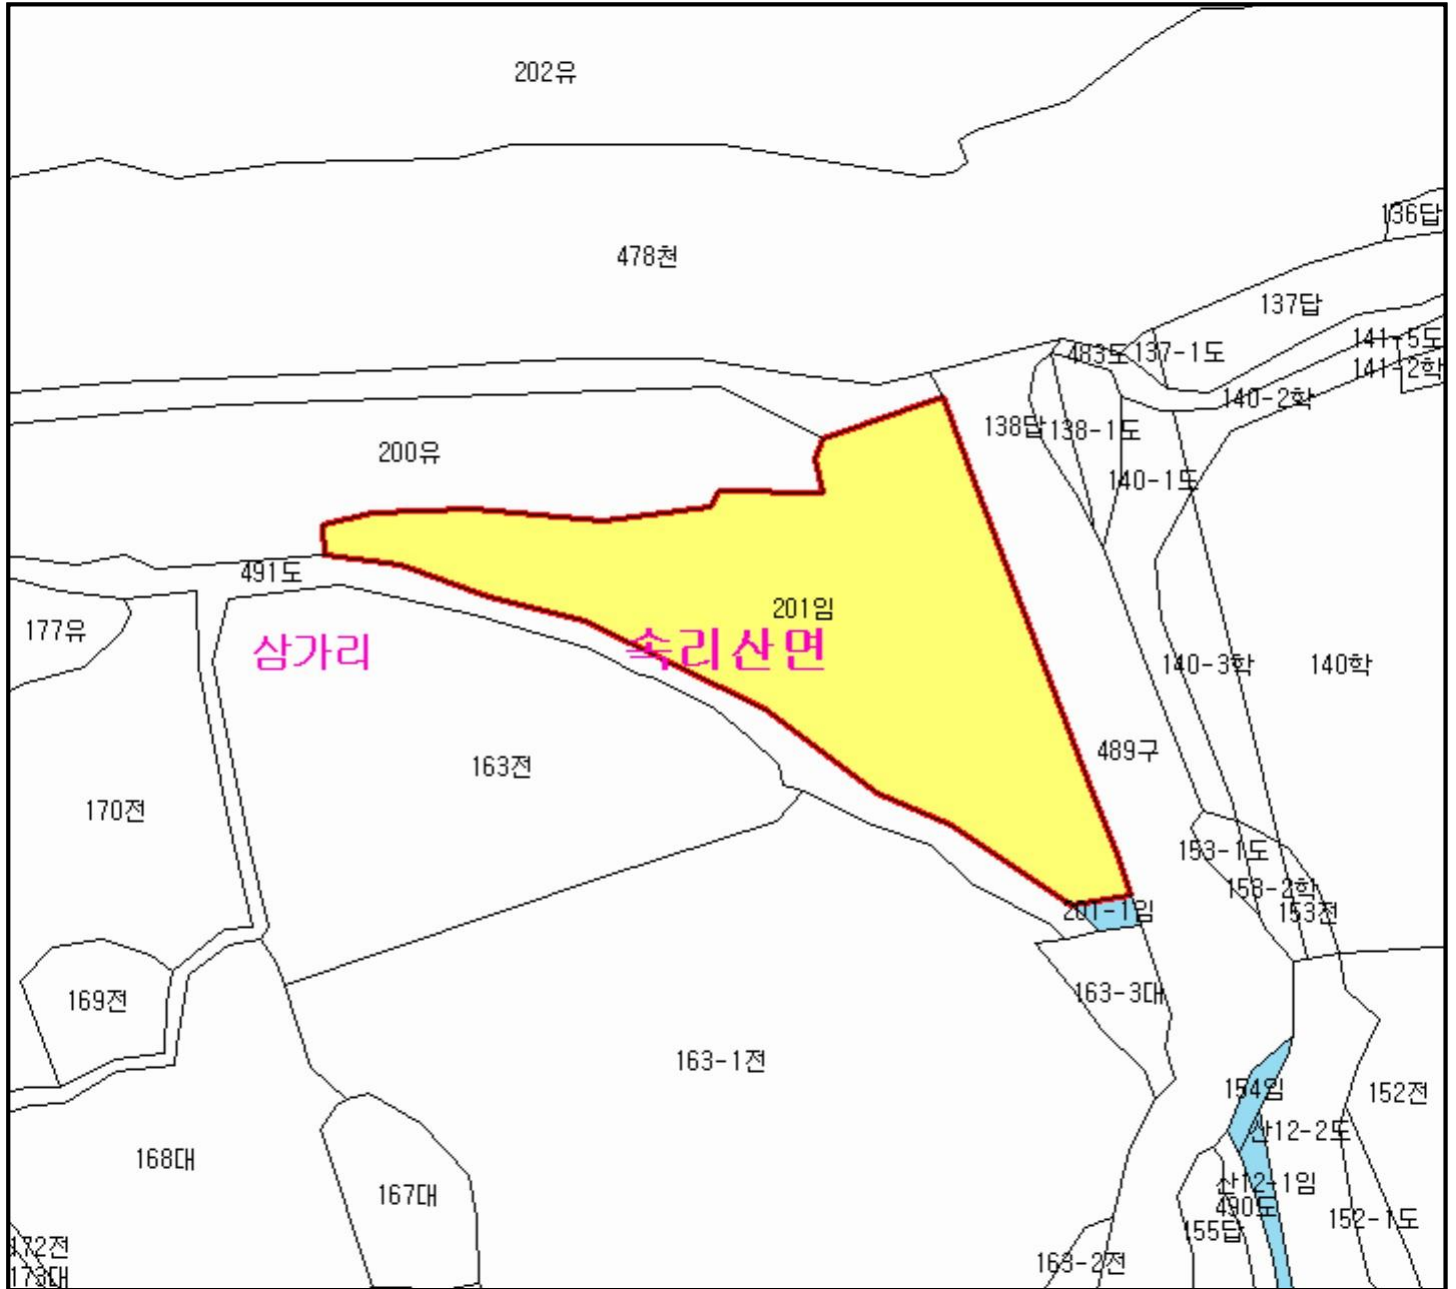 202유
136답
478천
137답
483도
137-1도
141-5도
141-2학
140-2학
138답
138-1도
200유
140-1도
491도
201임
177유
삼가리
속리산면
140-3학
140학
489구
163전
170전
153-1도
153-2학
153전
201-1임
169전
163-3대
163-1전
154임
152전
산12-2도
168대
167대
산12-1임
490도
155답
152-1도
172전
163-2전
173대